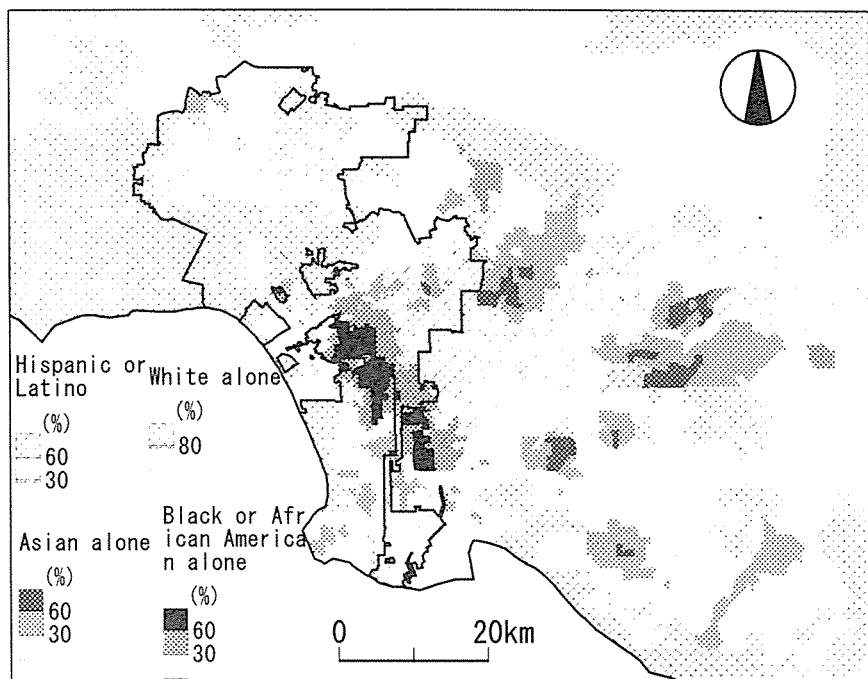 Hispanic or
Latino
(%)
60
30
White alone
(%)
80
Asian alone
(%)
60
30
Black or Afr
ican America
n alone
(%)
60
30
0 20km